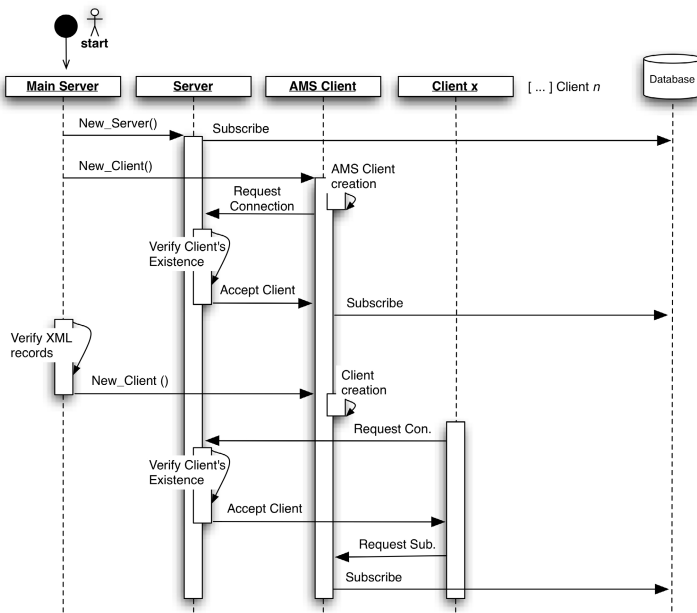 start
Main Server
Server
AMS Client
Client x
[ ... ] Client n
Database
New_Server()
Subscribe
New_Client()
AMS Client
creation
Request
Connection
Verify Client's
Existence
Accept Client
Subscribe
Verify XML
records
New_Client ()
Client
creation
Request Con.
Verify Client's
Existence
Accept Client
Request Sub.
Subscribe